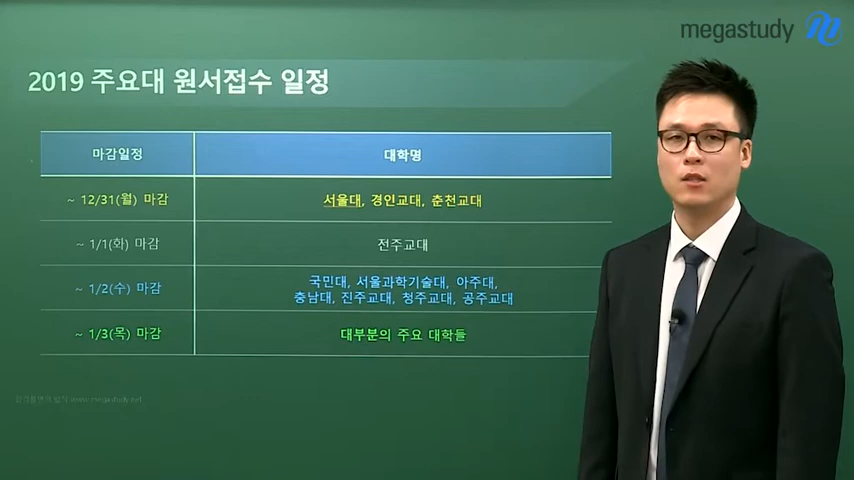 megastudy
2019 주요대 원서접수 일정
마감일정 대학명
~ 12/31(월) 마감 서울대, 경인교대, 춘천교대
~ 1/1(화) 마감 전주교대
~ 1/2(수) 마감 국민대, 서울과학기술대, 아주대,
충남대, 진주교대, 청주교대, 공주교대
~ 1/3(목) 마감 대부분의 주요 대학들
www.megastudy.net